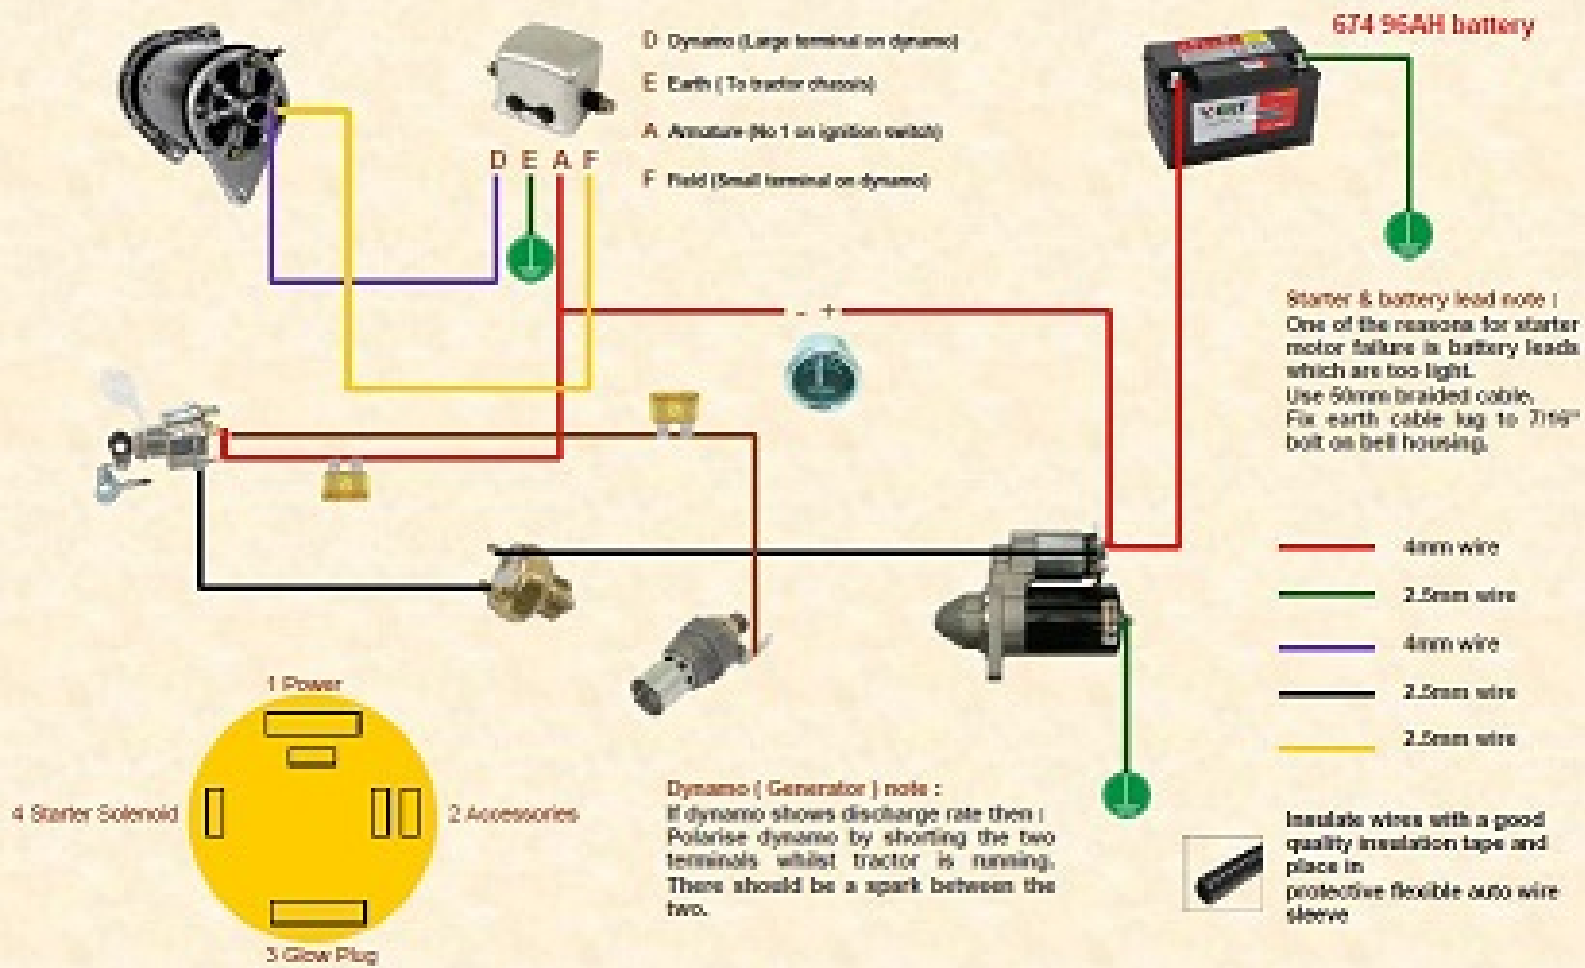 674 96AH battery
D Dynamo (Large terminal on dynamo)
E Earth ( To tractor chassis)
A Armature (No 1 on ignition switch)
F Field (Small terminal on dynamo)
D E A F
- +
Starter & battery lead note :
One of the reasons for starter
motor failure is battery leads
which are too light.
Use 60mm braided cable.
Fix earth cable lug to 7/16"
bolt on bell housing.
4mm wire
2.5mm wire
4mm wire
2.5mm wire
2.5mm wire
1 Power
4 Starter Solenoid
2 Accessories
3 Glow Plug
Dynamo ( Generator ) note :
If dynamo shows discharge rate then :
Polarise dynamo by shorting the two
terminals whilst tractor is running.
There should be a spark between the
two.
Insulate wires with a good
quality insulation tape and
place in
protective flexible auto wire
sleeve